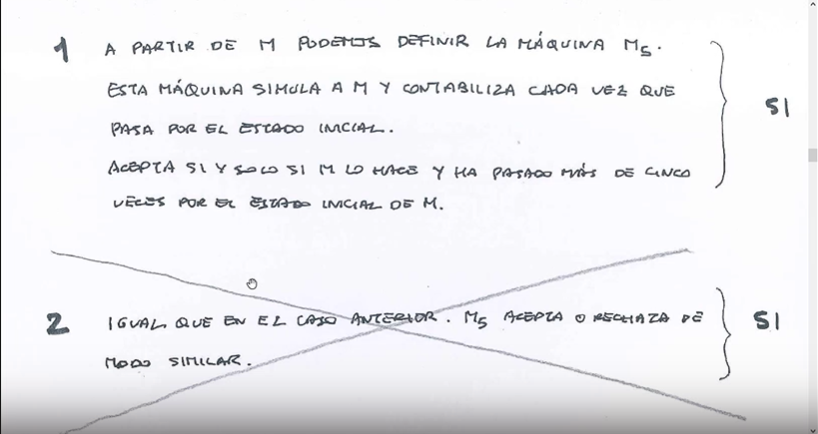 1 A PARTIR DE M PODEMOS DEFINIR LA MÁQUINA M5.
ESTA MÁQUINA SIMULA A M Y CONTABILIZA CADA VEZ QUE
PASA POR EL ESTADO INICIAL.
ACEPTA SI Y SOLO SI M LO HACE Y HA PASADO MÁS DE CINCO
VECES POR EL ESTADO INICIAL DE M.
SI
2 IGUAL QUE EN EL CASO ANTERIOR. M5 ACEPTA O RECHAZA DE
MODO SIMILAR.
SI